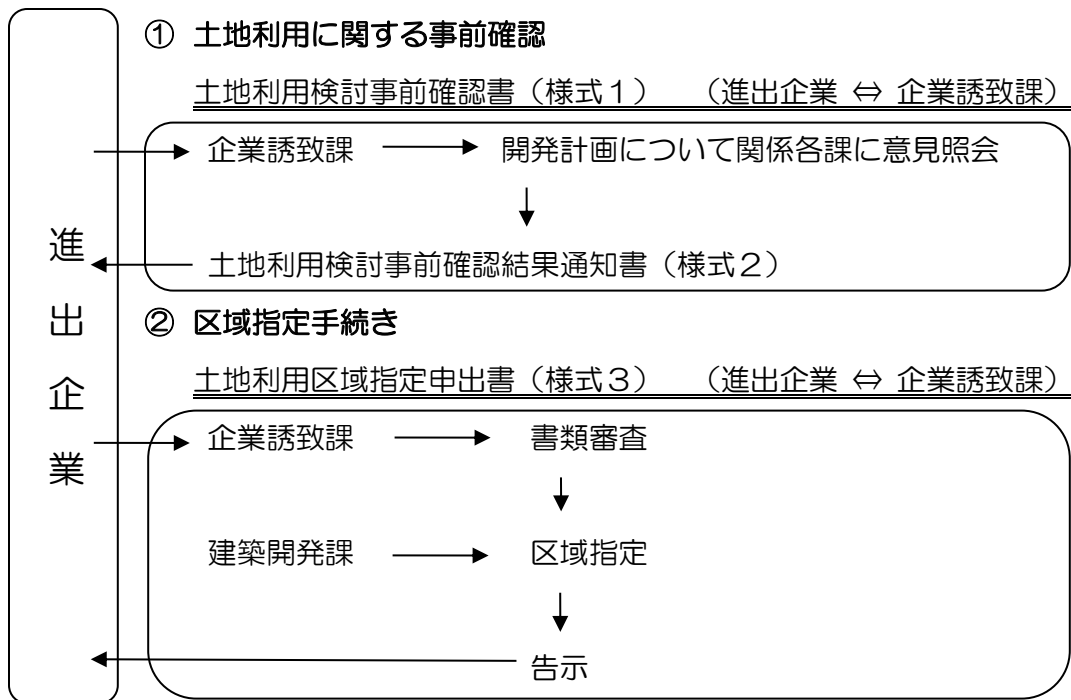 ① 土地利用に関する事前確認
土地利用検討事前確認書（様式１） （進出企業 ⇔ 企業誘致課）
企業誘致課 → 開発計画について関係各課に意見照会
↓
← 土地利用検討事前確認結果通知書（様式２）
進出企業
② 区域指定手続き
土地利用区域指定申出書（様式３） （進出企業 ⇔ 企業誘致課）
企業誘致課 → 書類審査
↓
建築開発課 → 区域指定
↓
告示